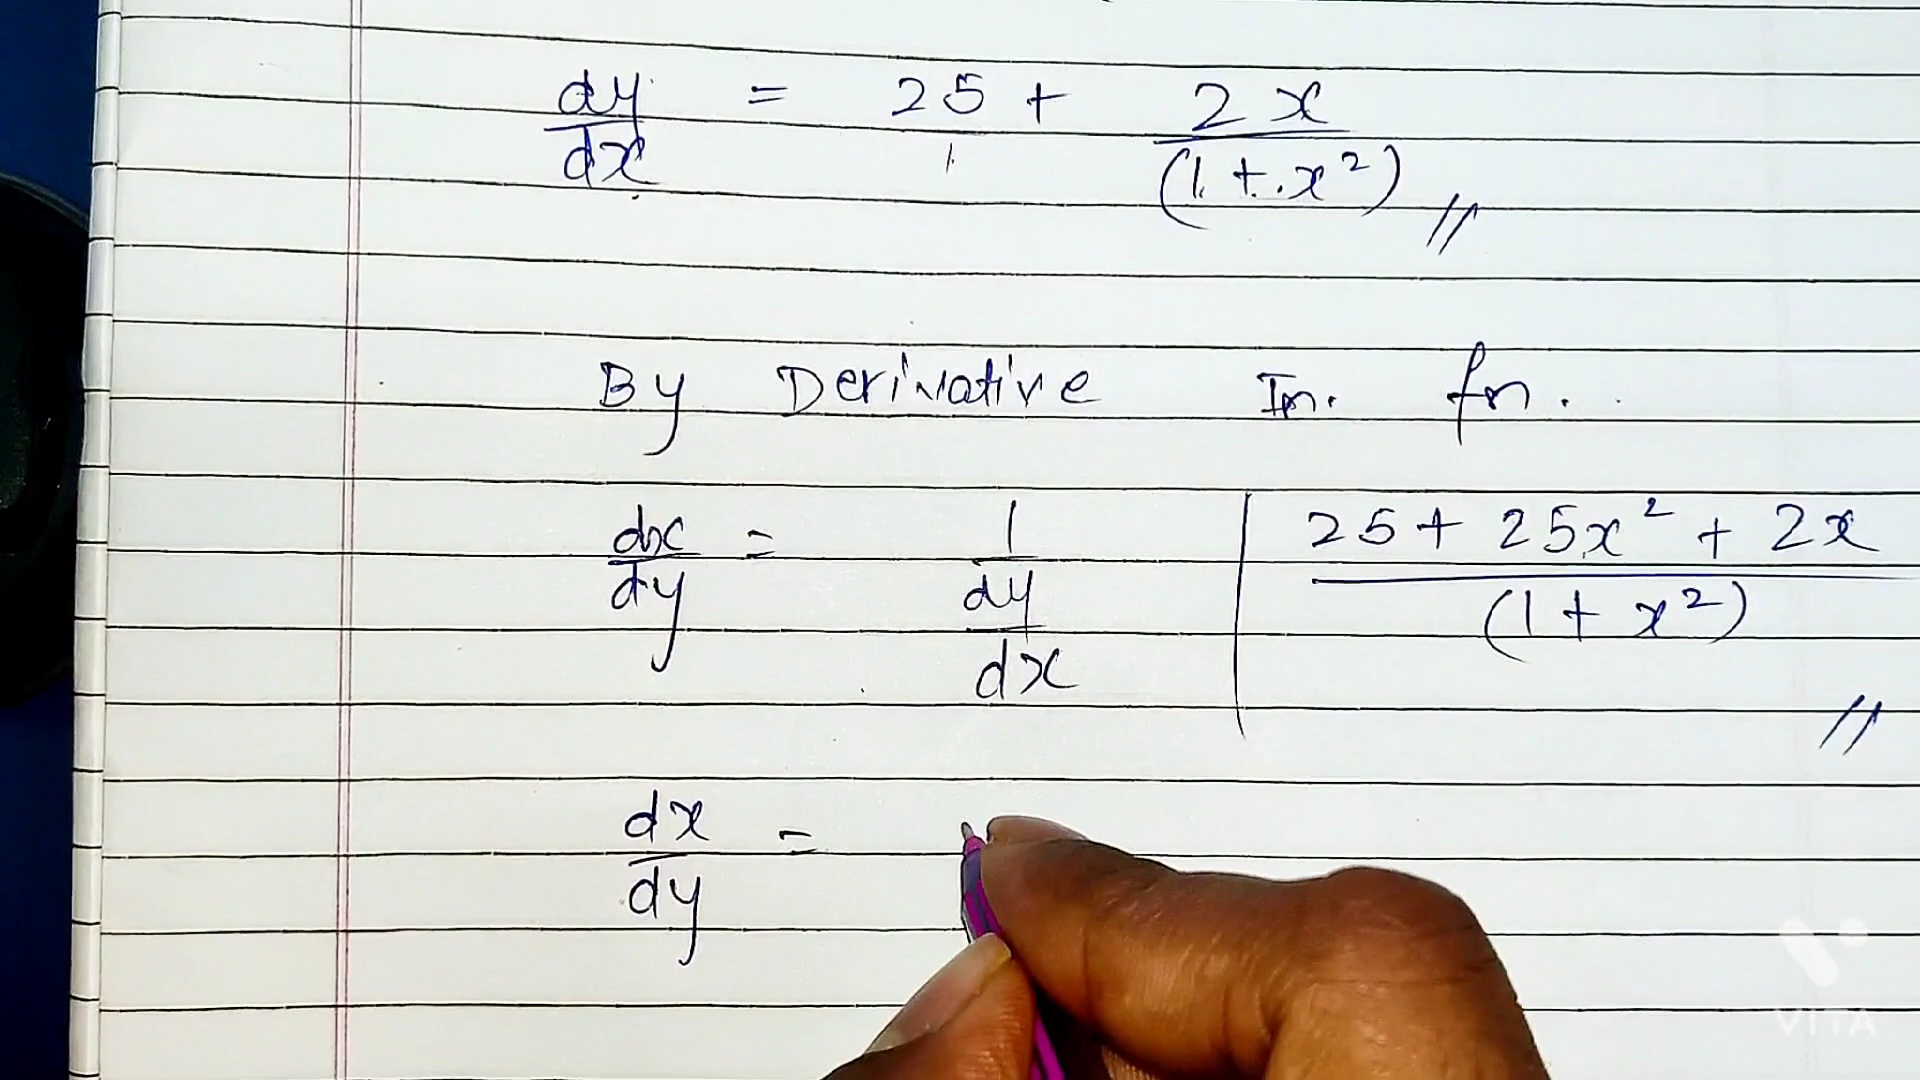 dy/dx = 25 + 2x/(1+x²) //
By Derivative In. fn.
dx/dy = 1/(dy/dx) | (25 + 25x² + 2x)/(1+x²) //
dx/dy =
VITA